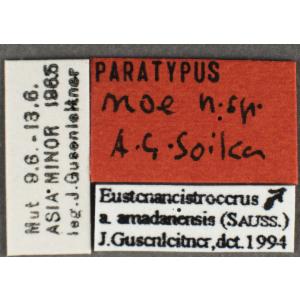 Mut 9.6.-13.6.
ASIA MINOR 1965
leg. J. Gusenleitner
PARATYPUS
noe n.sp.
A.G. Soika
Eustenancistrocerus ♂
a. amadanensis (SAUSS.)
J.Gusenleitner,det.1994